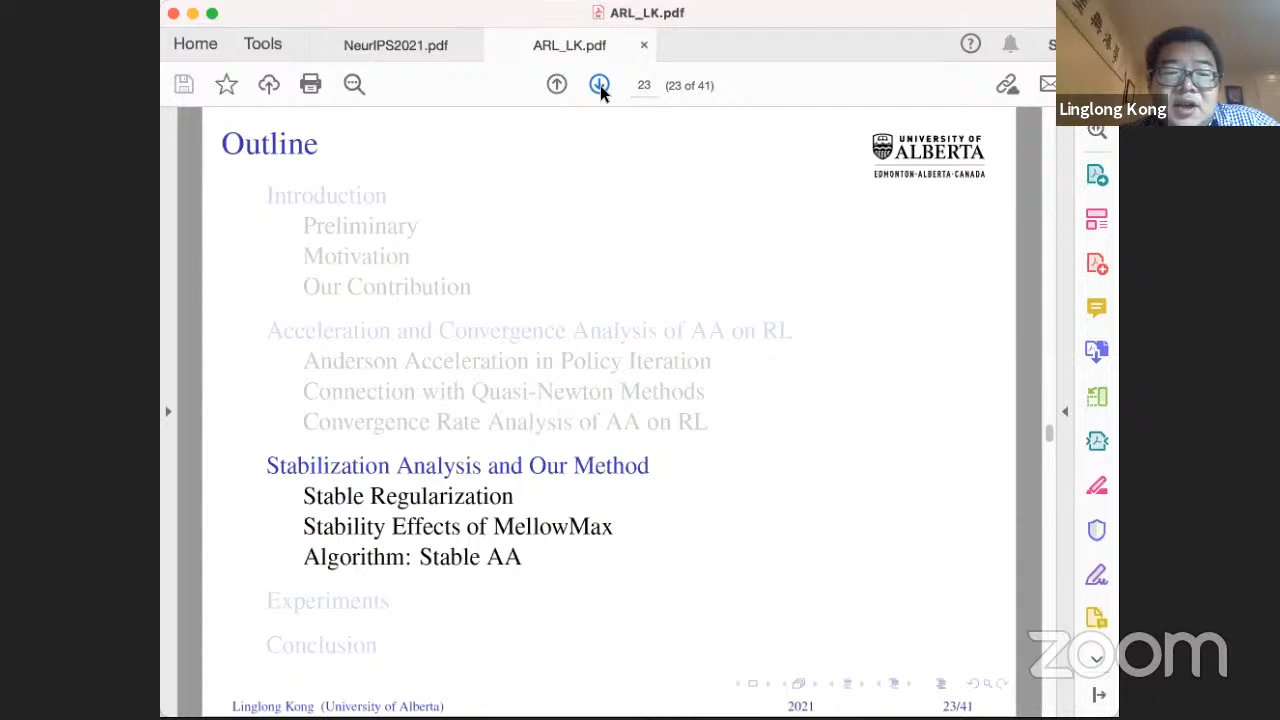 ARL_LK.pdf
Home
Tools
NeurIPS2021.pdf
ARL_LK.pdf
23
(23 of 41)
Linglong Kong
Outline
UNIVERSITY OF
ALBERTA
EDMONTON·ALBERTA·CANADA
Introduction
Preliminary
Motivation
Our Contribution
Acceleration and Convergence Analysis of AA on RL
Anderson Acceleration in Policy Iteration
Connection with Quasi-Newton Methods
Convergence Rate Analysis of AA on RL
Stabilization Analysis and Our Method
Stable Regularization
Stability Effects of MellowMax
Algorithm: Stable AA
Experiments
Conclusion
zoom
Linglong Kong (University of Alberta)
2021
23/41